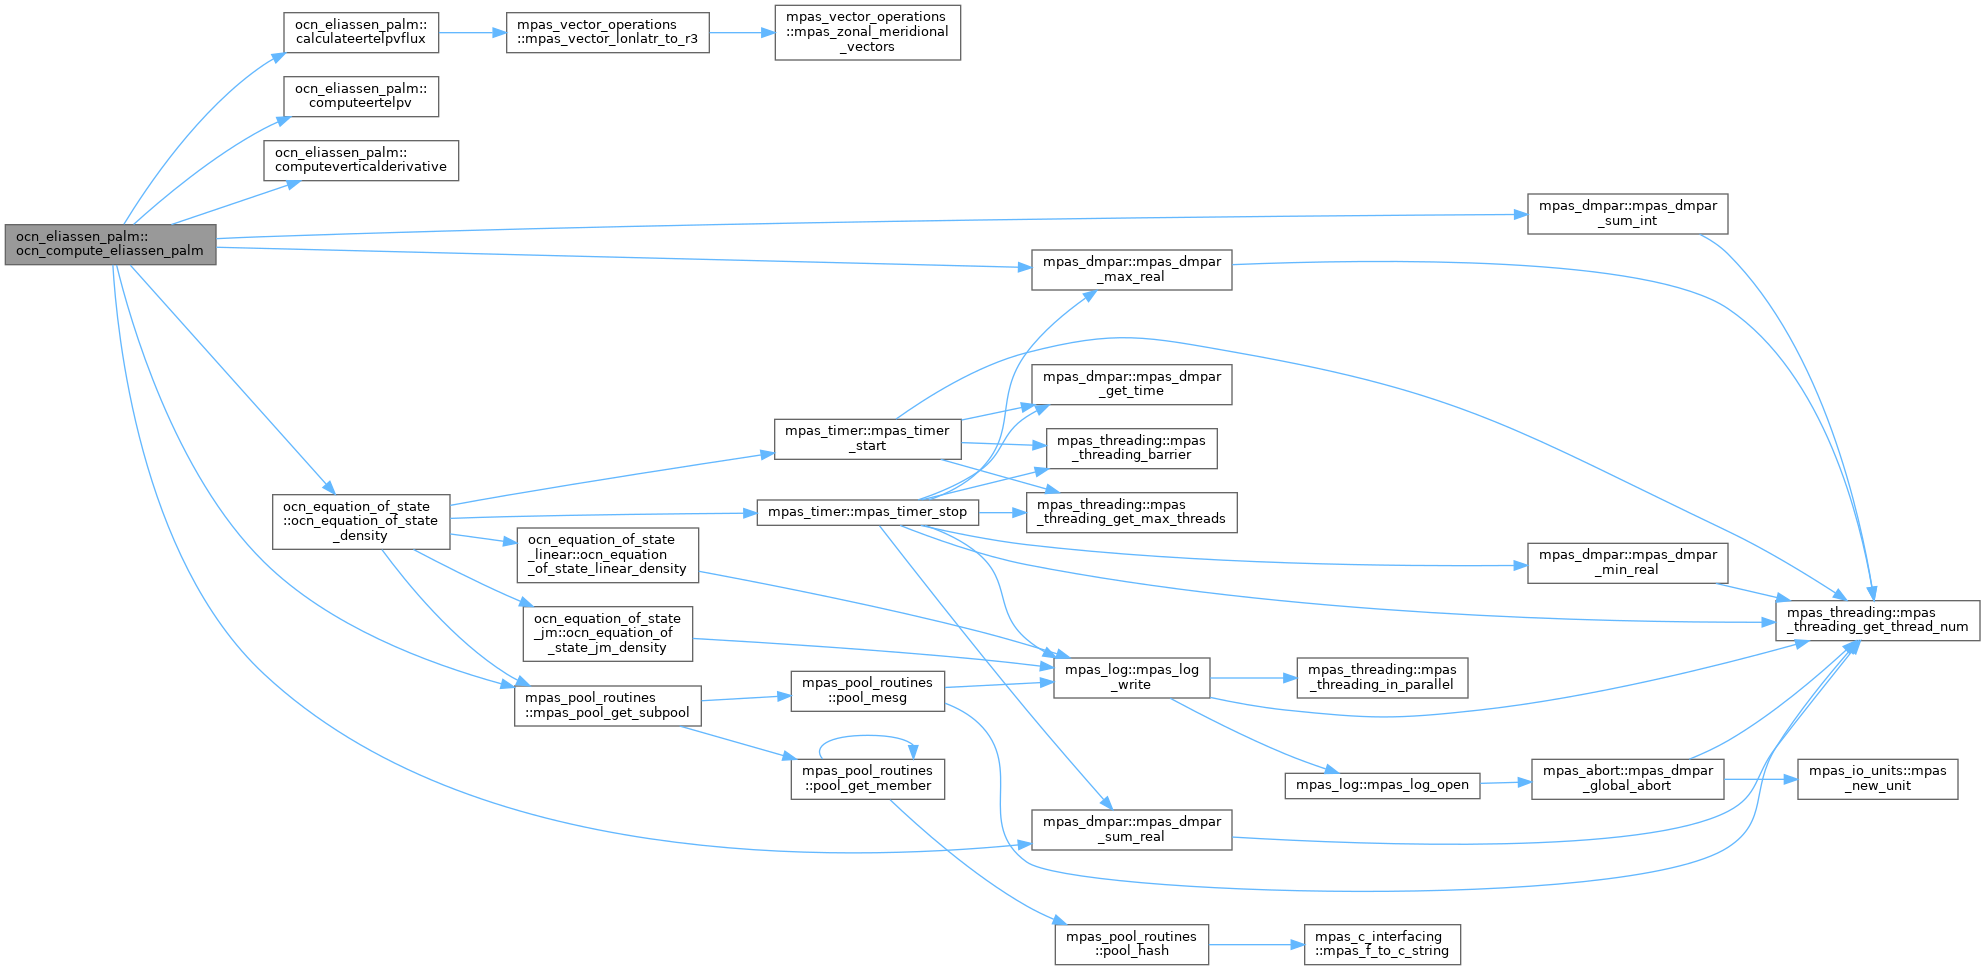 ocn_eliassen_palm::
calculateertelpvflux
mpas_vector_operations
::mpas_vector_lonlatr_to_r3
mpas_vector_operations
::mpas_zonal_meridional
_vectors
ocn_eliassen_palm::
computeertelpv
ocn_eliassen_palm::
computeverticalderivative
ocn_eliassen_palm::
ocn_compute_eliassen_palm
mpas_dmpar::mpas_dmpar
_sum_int
mpas_dmpar::mpas_dmpar
_max_real
mpas_dmpar::mpas_dmpar
_get_time
mpas_timer::mpas_timer
_start
mpas_threading::mpas
_threading_barrier
ocn_equation_of_state
::ocn_equation_of_state
_density
mpas_timer::mpas_timer_stop
mpas_threading::mpas
_threading_get_max_threads
ocn_equation_of_state
_linear::ocn_equation
_of_state_linear_density
mpas_dmpar::mpas_dmpar
_min_real
ocn_equation_of_state
_jm::ocn_equation_of
_state_jm_density
mpas_threading::mpas
_threading_get_thread_num
mpas_log::mpas_log
_write
mpas_threading::mpas
_threading_in_parallel
mpas_pool_routines
::mpas_pool_get_subpool
mpas_pool_routines
::pool_mesg
mpas_pool_routines
::pool_get_member
mpas_log::mpas_log_open
mpas_abort::mpas_dmpar
_global_abort
mpas_io_units::mpas
_new_unit
mpas_dmpar::mpas_dmpar
_sum_real
mpas_pool_routines
::pool_hash
mpas_c_interfacing
::mpas_f_to_c_string